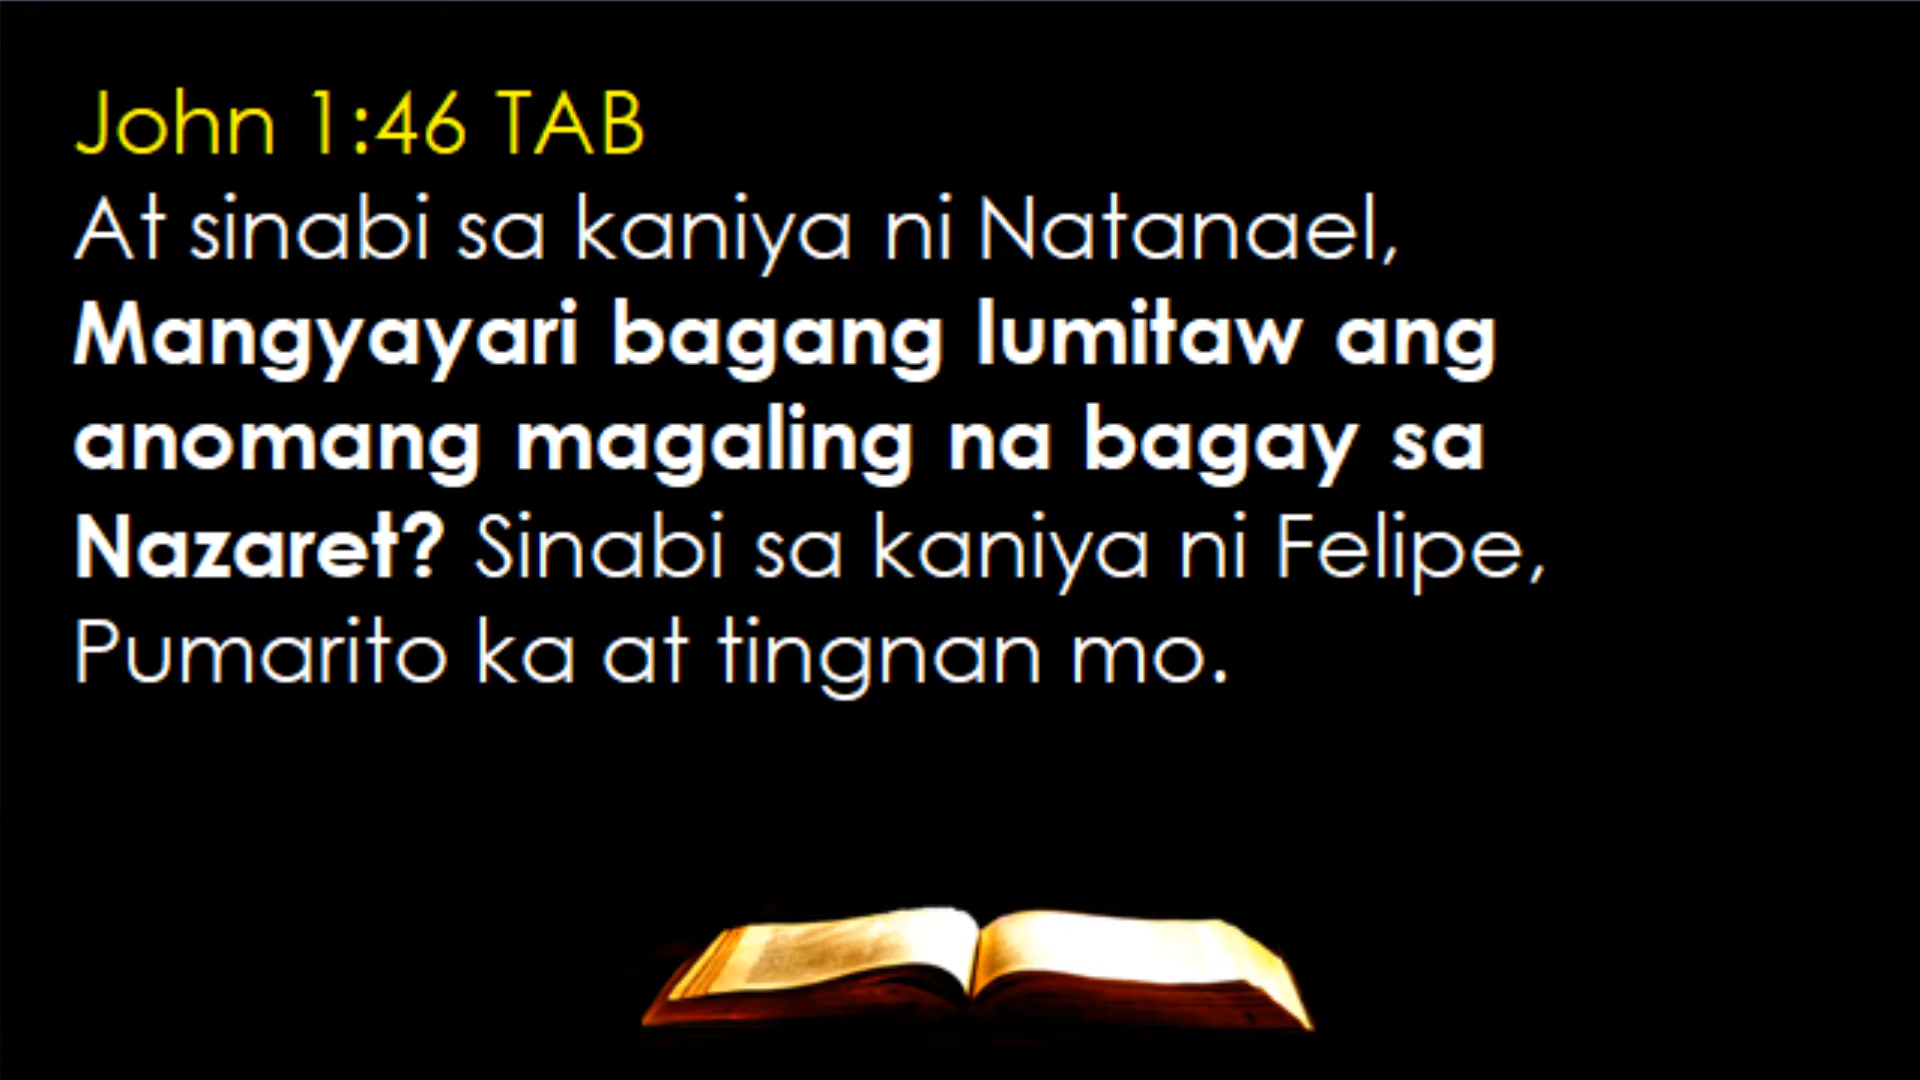 John 1:46 TAB
At sinabi sa kaniya ni Natanael,
Mangyayari bagang lumitaw ang
anomang magaling na bagay sa
Nazaret? Sinabi sa kaniya ni Felipe,
Pumarito ka at tingnan mo.